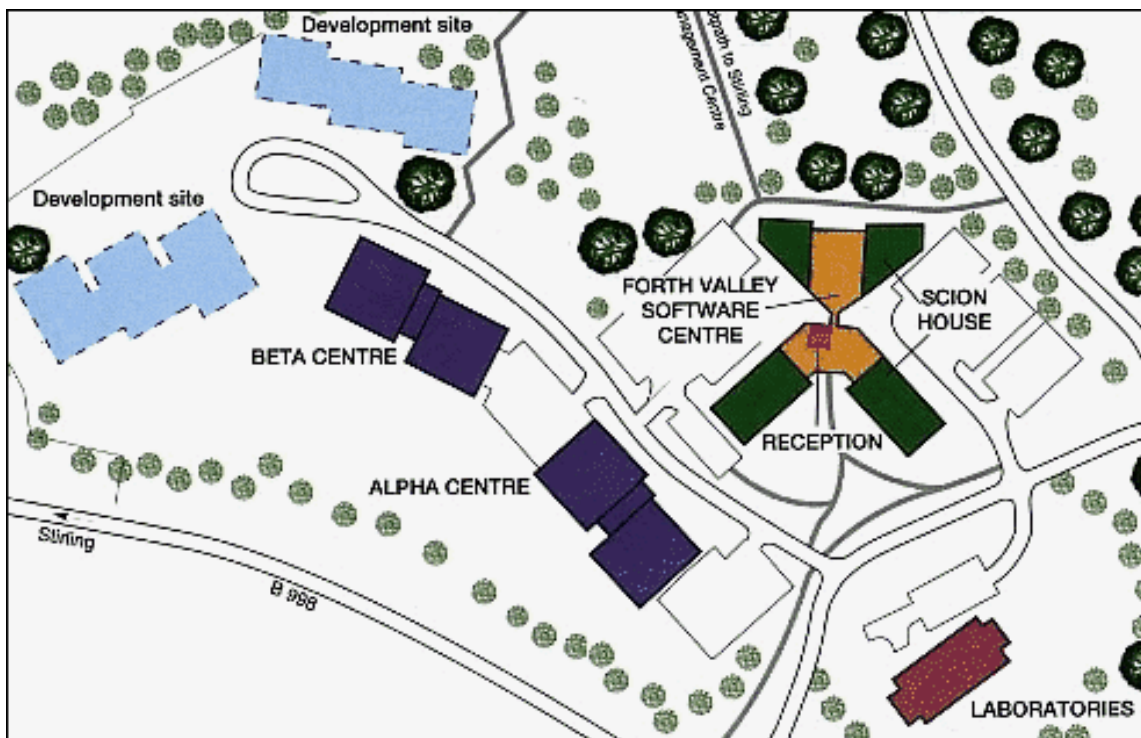 Development site
footpath to Stirling
Management Centre
Development site
FORTH VALLEY
SOFTWARE
CENTRE
SCION
HOUSE
BETA CENTRE
RECEPTION
ALPHA CENTRE
Stirling
B 998
LABORATORIES